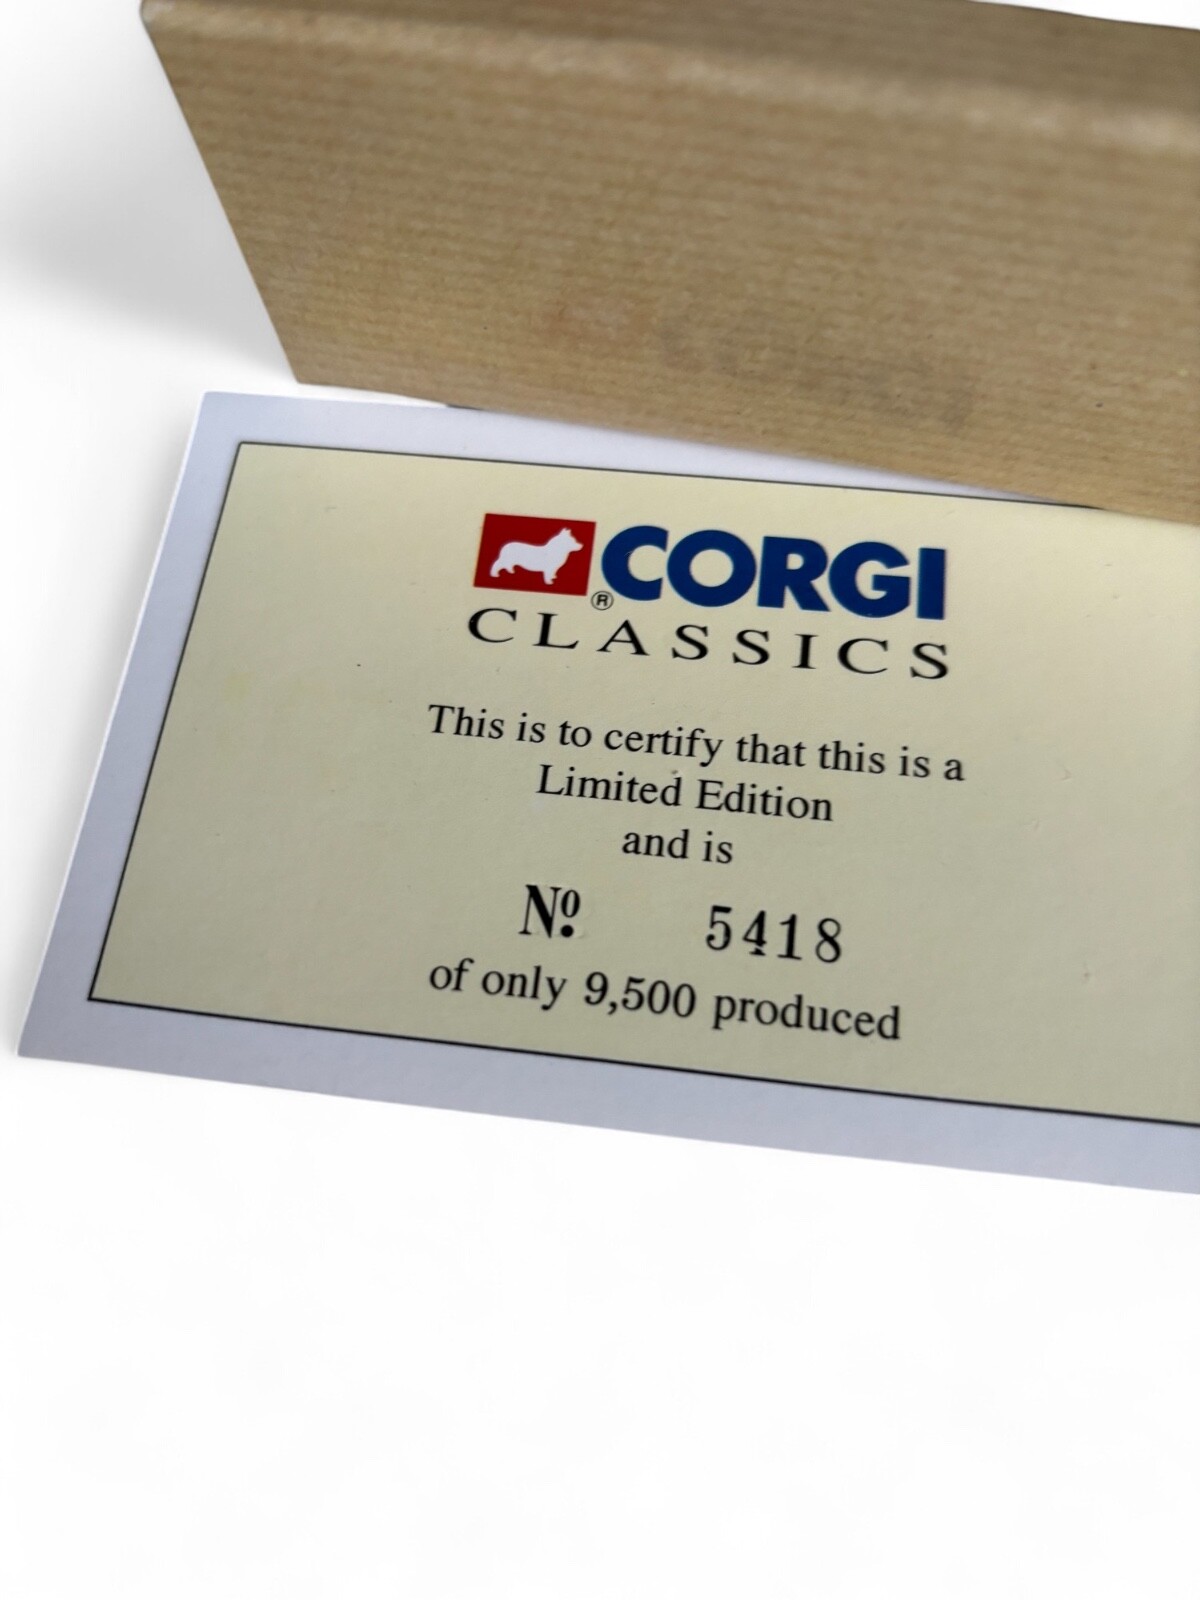 CORGI
®
CLASSICS
This is to certify that this is a
Limited Edition
and is
Nº. 5418
of only 9,500 produced